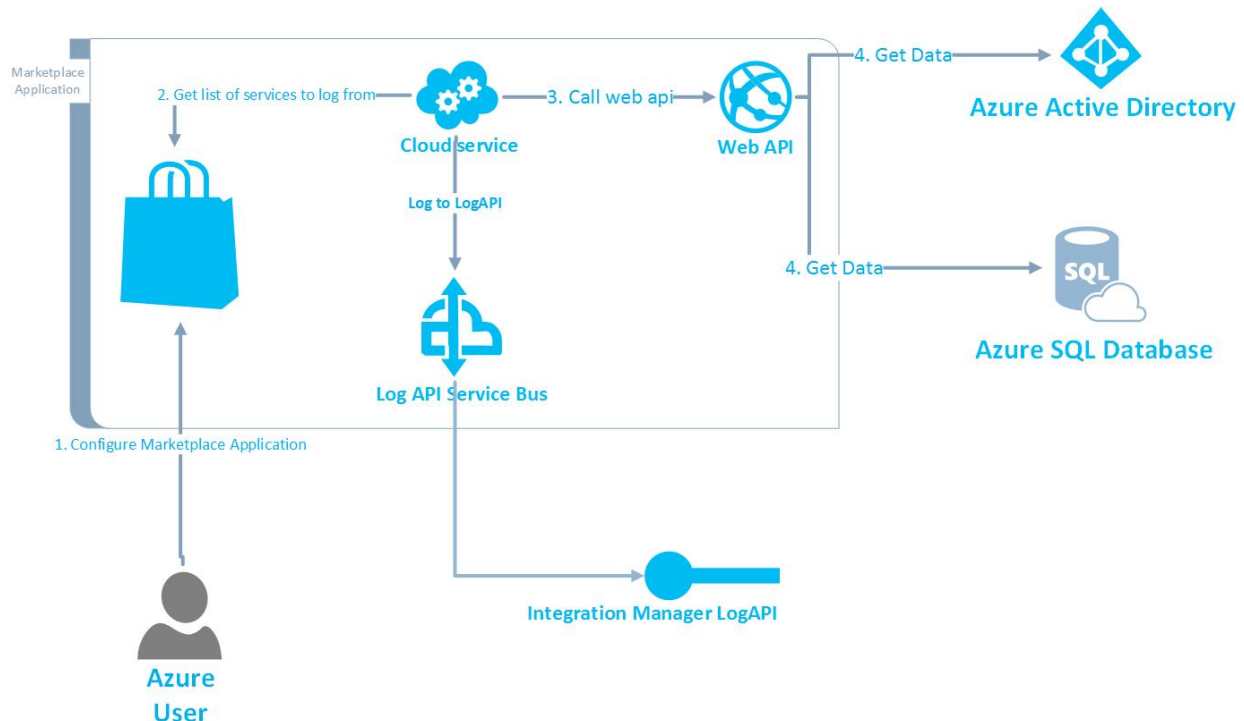 Marketplace
Application
2. Get list of services to log from
3. Call web api
4. Get Data
Azure Active Directory
Cloud service
Web API
Log to LogAPI
4. Get Data
SQL
Azure SQL Database
Log API Service Bus
1. Configure Marketplace Application
Integration Manager LogAPI
Azure
User